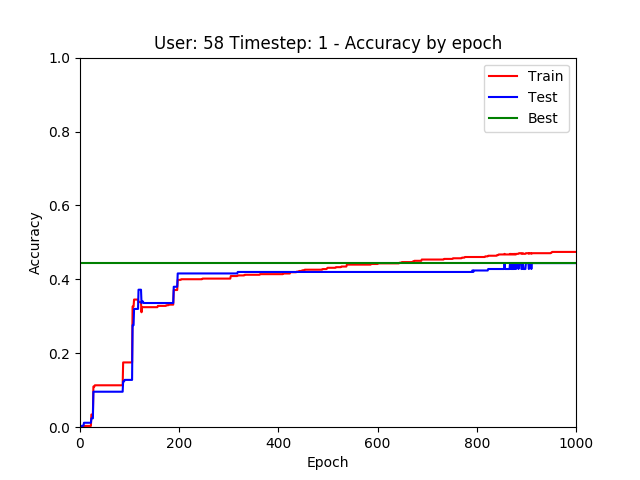 User: 58 Timestep: 1 - Accuracy by epoch
1.0
0.8
0.6
0.4
0.2
0.0
Accuracy
Train
Test
Best
0 200 400 600 800 1000
Epoch